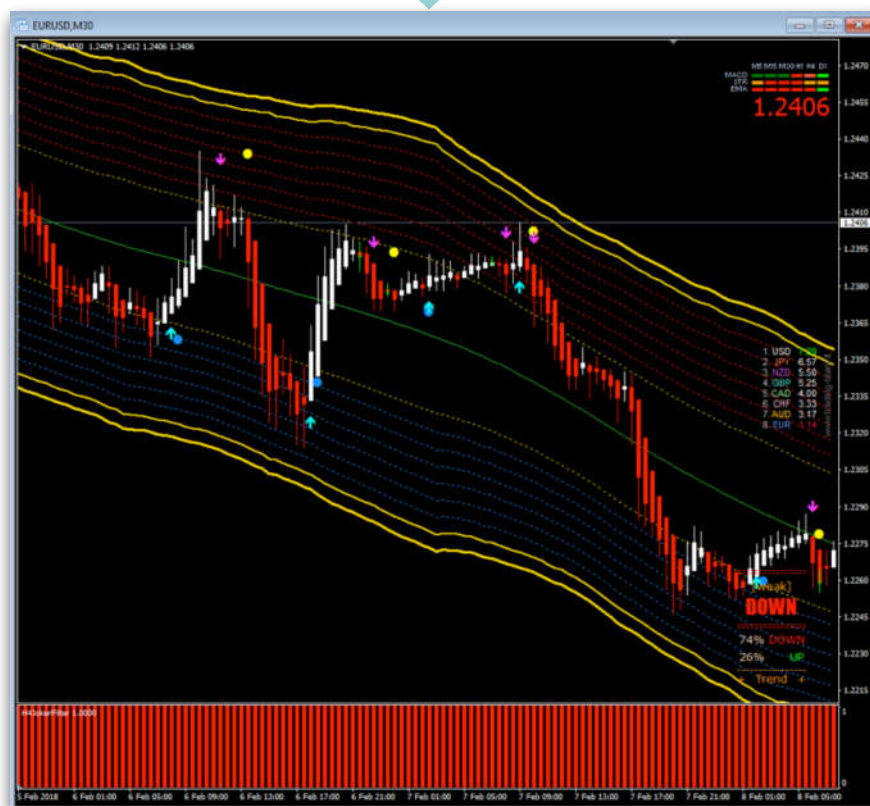 EURUSD,M30
EURUSD,M30 1.2409 1.2412 1.2406 1.2406
M5 M15 M30 H1 H4 D1
MACD
STR
EMA
1.2406
1.2470
1.2455
1.2440
1.2425
1.2410
1.2406
1.2395
1.2380
1.2365
1.2350
1.2335
1.2320
1.2305
1.2290
1.2275
1.2260
1.2245
1.2230
1.2215
1 USD
2 JPY 6.57
3 NZD 5.50
4 GBP 5.25
5 CAD 4.00
6 CHF 3.33
7 AUD 3.17
8 EUR 1.14
[Weak]
DOWN
74% DOWN
26% UP
+ Trend +
1.0000
1
0
5 Feb 2018 6 Feb 01:00 6 Feb 05:00 6 Feb 09:00 6 Feb 13:00 6 Feb 17:00 6 Feb 21:00 7 Feb 01:00 7 Feb 05:00 7 Feb 09:00 7 Feb 13:00 7 Feb 17:00 7 Feb 21:00 8 Feb 01:00 8 Feb 05:00